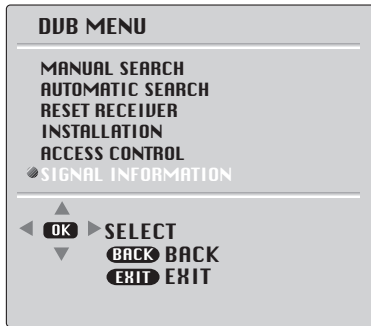 DVB MENU
MANUAL SEARCH
AUTOMATIC SEARCH
RESET RECEIVER
INSTALLATION
ACCESS CONTROL
SIGNAL INFORMATION
OK SELECT
BACK BACK
EXIT EXIT